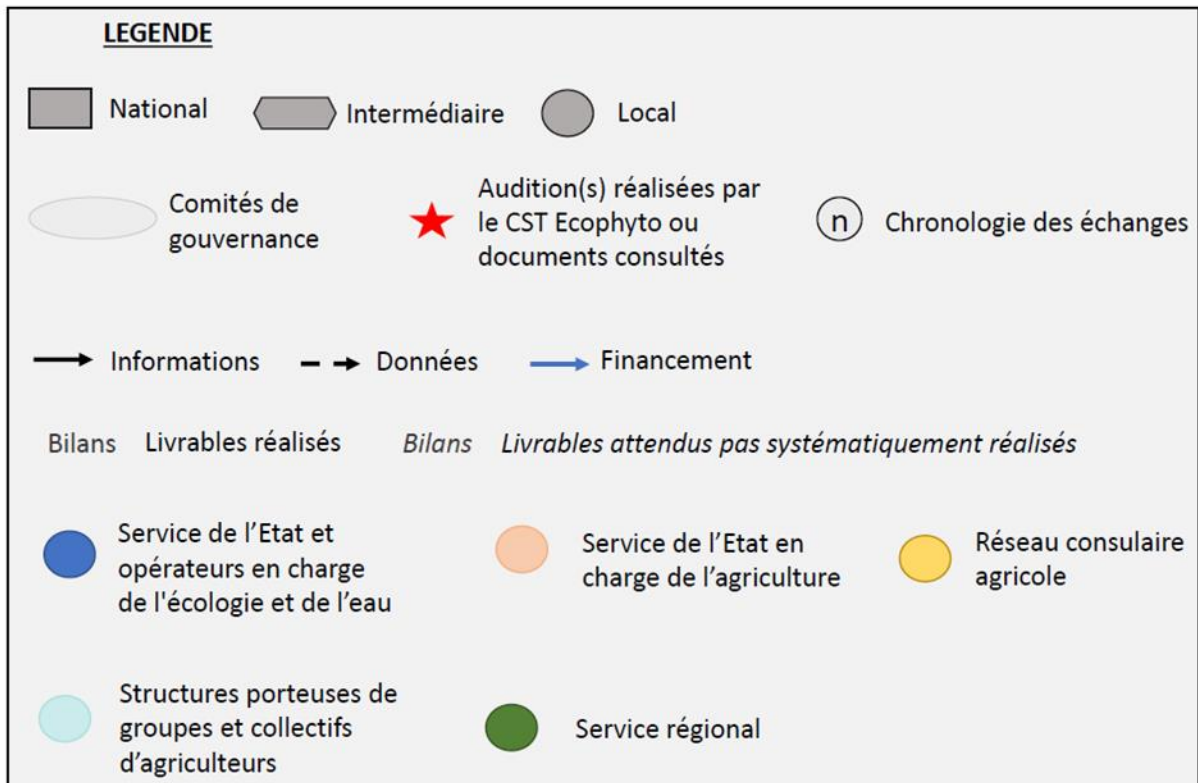 LEGENDE
National
Intermédiaire
Local
Comités de
gouvernance
Audition(s) réalisées par
le CST Ecophyto ou
documents consultés
n
Chronologie des échanges
Informations
Données
Financement
Bilans
Livrables réalisés
Bilans
Livrables attendus pas systématiquement réalisés
Service de l’Etat et
opérateurs en charge
de l'écologie et de l’eau
Service de l’Etat en
charge de l’agriculture
Réseau consulaire
agricole
Structures porteuses de
groupes et collectifs
d’agriculteurs
Service régional